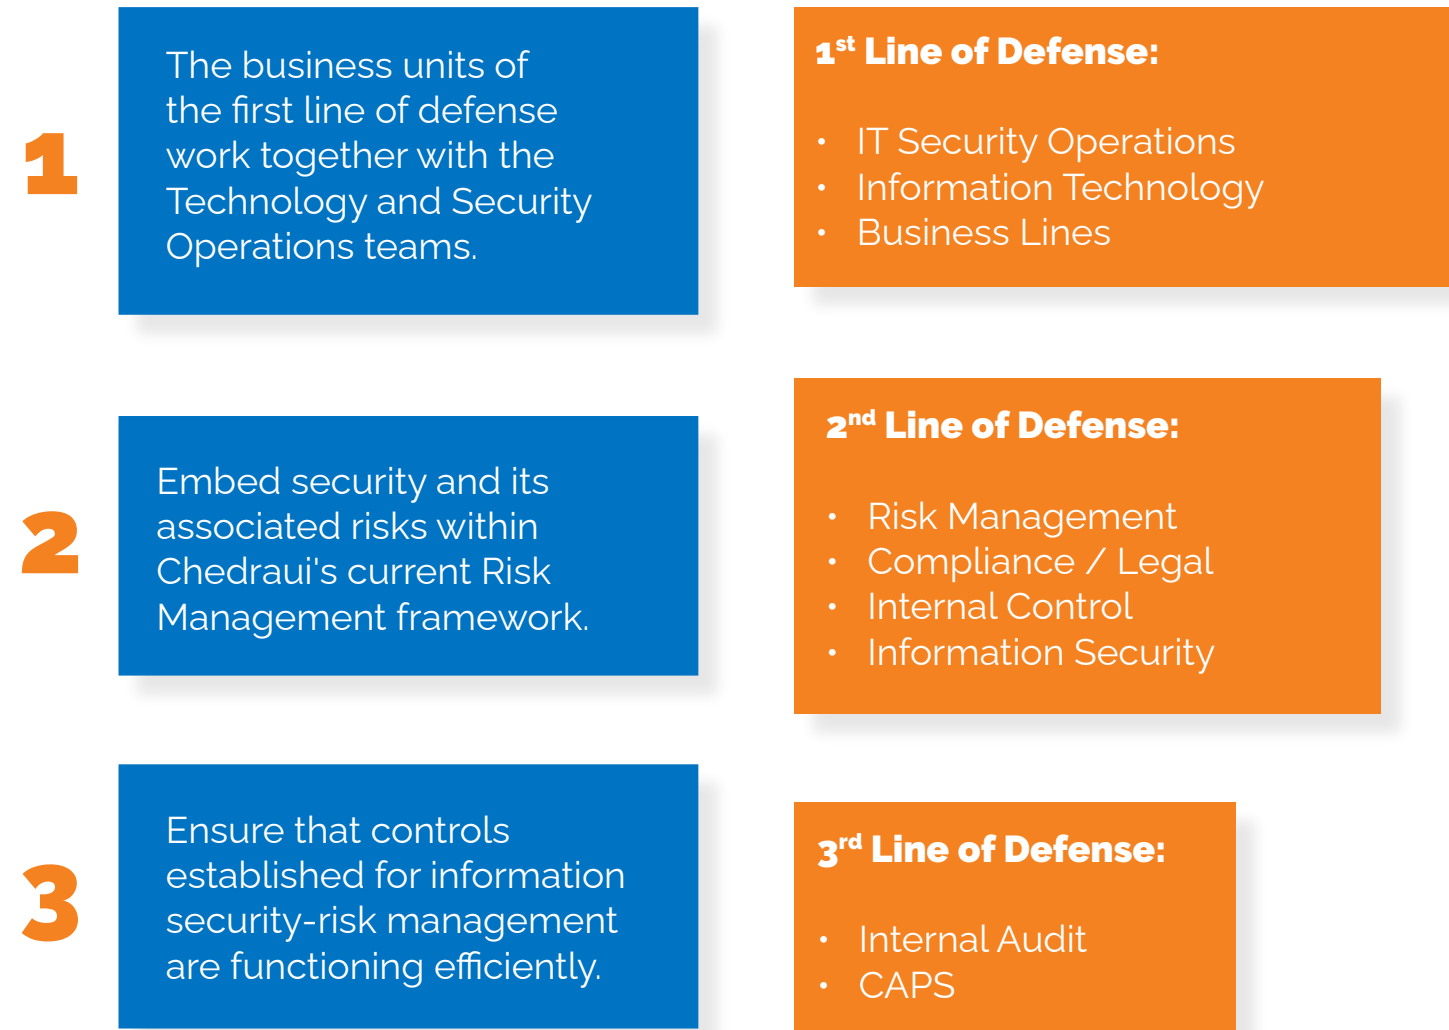 1
The business units of
the first line of defense
work together with the
Technology and Security
Operations teams.
1st Line of Defense:
• IT Security Operations
• Information Technology
• Business Lines
2
Embed security and its
associated risks within
Chedraui's current Risk
Management framework.
2nd Line of Defense:
• Risk Management
• Compliance / Legal
• Internal Control
• Information Security
3
Ensure that controls
established for information
security-risk management
are functioning efficiently.
3rd Line of Defense:
• Internal Audit
• CAPS